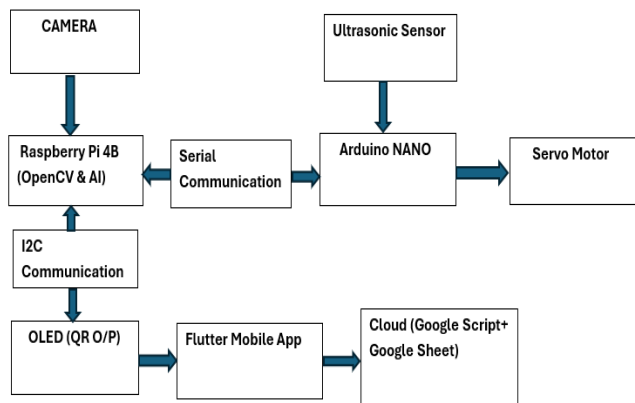 CAMERA
Ultrasonic Sensor
Raspberry Pi 4B
(OpenCV & AI)
Serial
Communication
Arduino NANO
Servo Motor
I2C
Communication
OLED (QR O/P)
Flutter Mobile App
Cloud (Google Script+
Google Sheet)